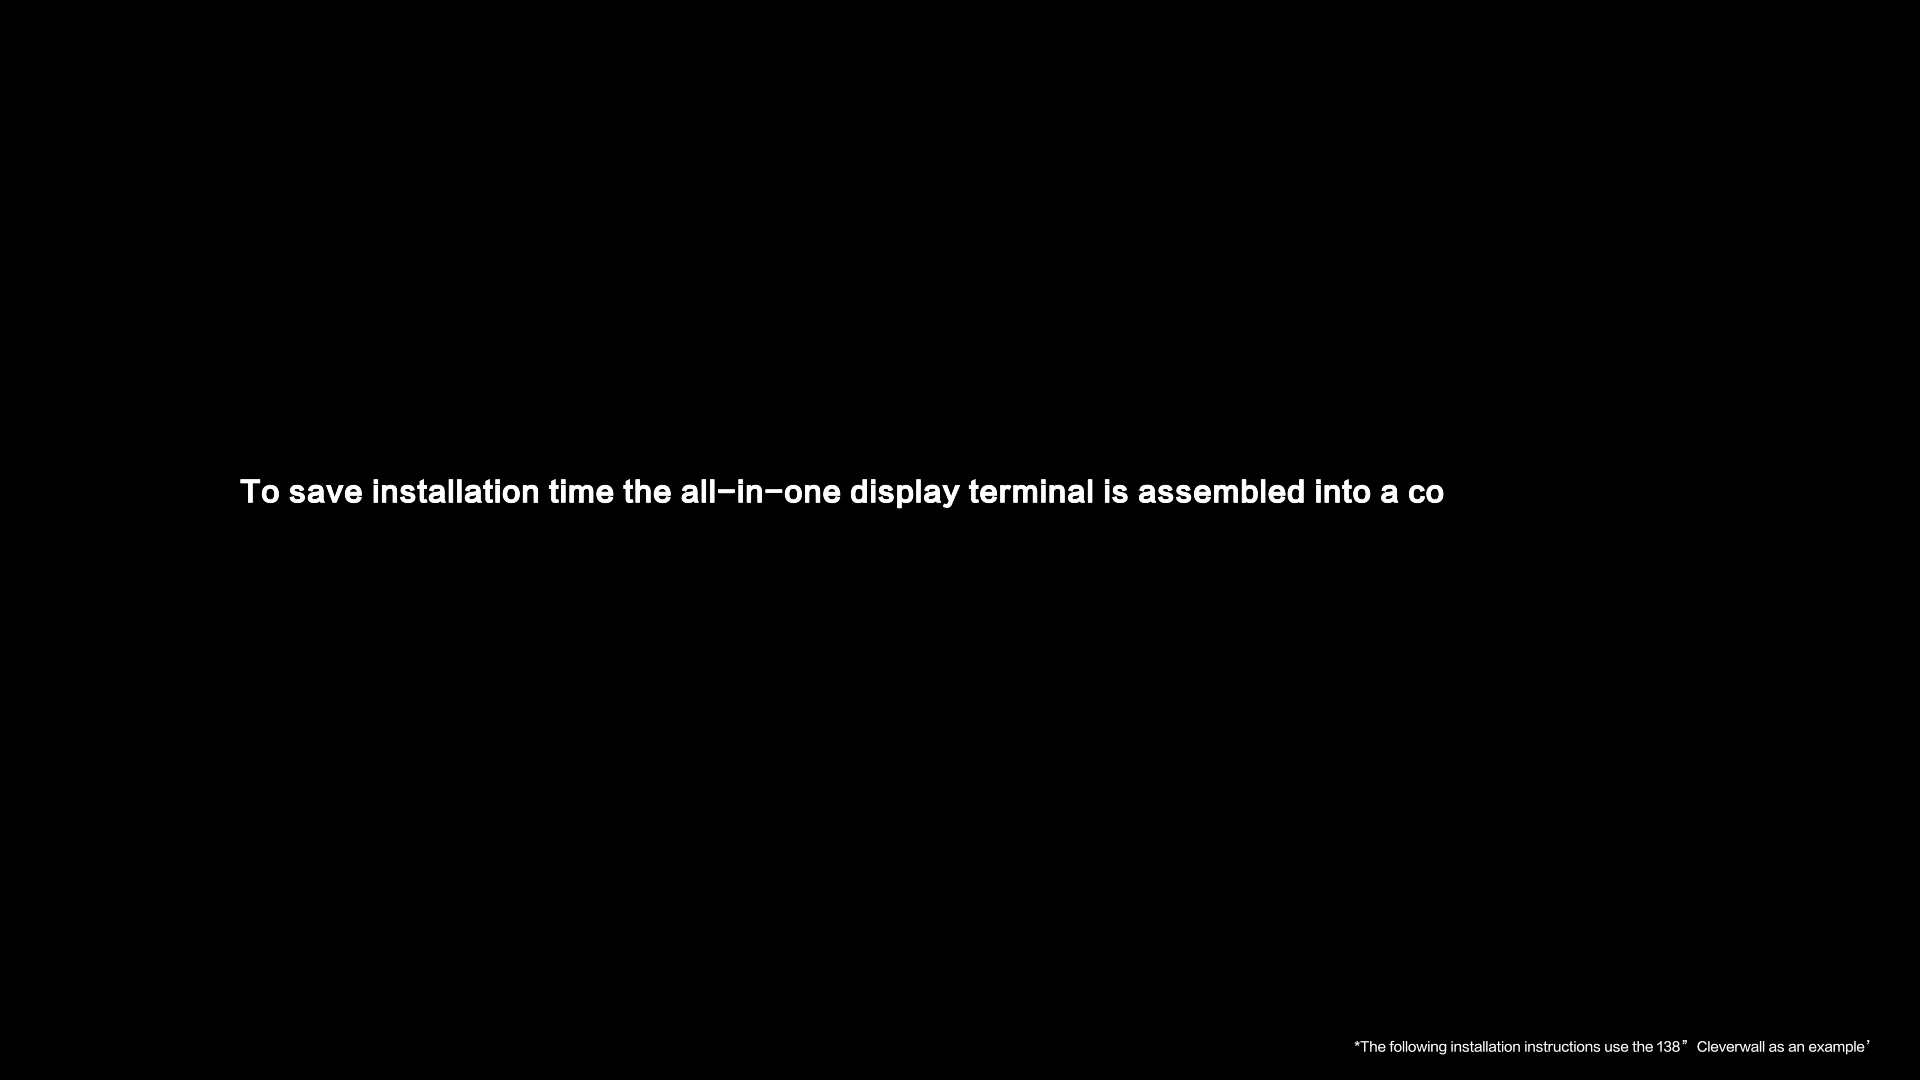 To save installation time the all-in-one display terminal is assembled into a co
*The following installation instructions use the 138” Cleverwall as an example’